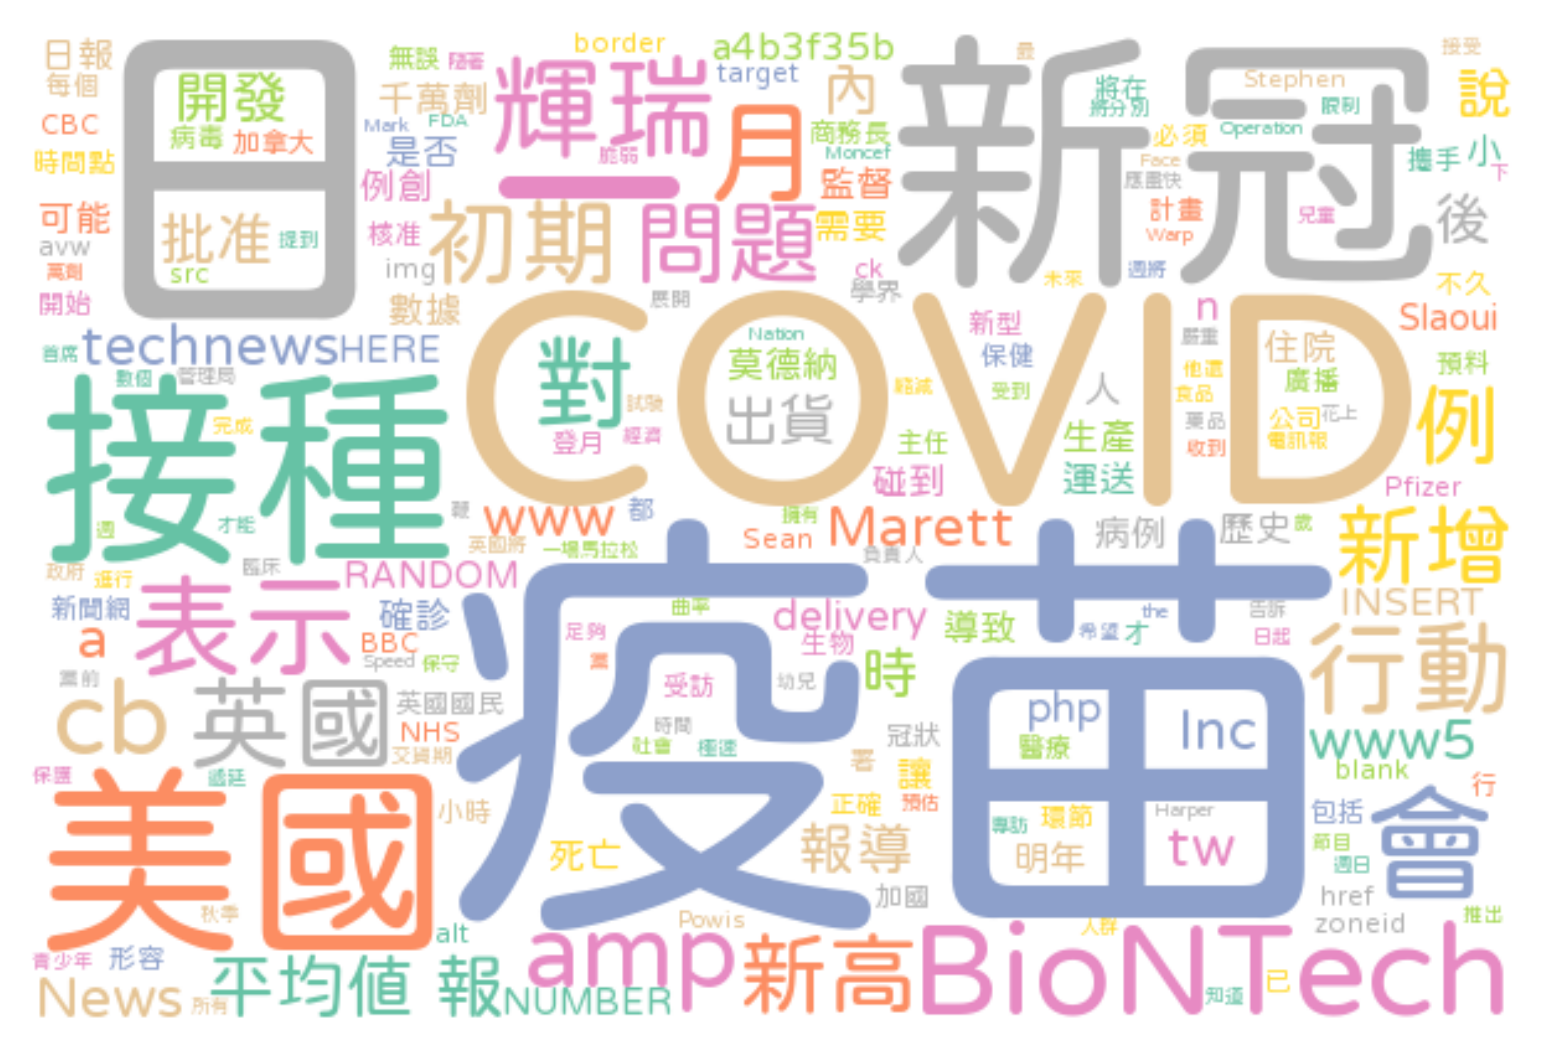 日報
每個
CBC
時間點
可能
avw
萬劑
開始
日
開發
病毒
加拿大
批准
提到
src
無誤
隨著
border
a4b3f35b
target
千萬劑
輝瑞
內
Mark
FDA
是否
脆弱
月
商務長
Moncef
監督
例創
一
核准
初期
問題
需要
img
ck
學界
數據
展開
新冠
最
將在
將分別
Stephen
限制
接受
說
必須
Operation
Face
應盡快
攜手
小
下
計畫
Warp
兒童
後
未來
週將
不久
首席
technews
HERE
數個
管理局
接種
完成
週
才能
COVID
對
試驗
登月
經濟
Nation
莫德納
出貨
縮減
主任
碰到
新型
保健
受到
n
嚴重
人
他還
食品
藥品
收到
生產
運送
住院
廣播
公司
花上
電訊報
Slaoui
預料
例
Pfizer
鞭
www
都
英國將
一場馬拉松
擁有
Sean
Marett
負責人
病例
歷史
歲
新增
政府
進行
臨床
RANDOM
新聞網
表示
確診
a
BBC
Speed
保守
疫苗
曲率
delivery
足夠
生物
導致
希望
才
the
告訴
日起
INSERT
行動
黨
黨前
cb
英國
英國國民
NHS
交貨期
受訪
幼兒
時
時間
社會
極速
冠狀
署
讓
php
Inc
醫療
www5
blank
保護
遞延
美國
小時
死亡
正確
預估
報導
專訪
環節
明年
Harper
tw
包括
會
行
節目
週日
href
加國
秋季
Powis
人群
zoneid
推出
青少年
形容
alt
News
所有
平均值
報
NUMBER
amp
新高
BioNTech
知道
已